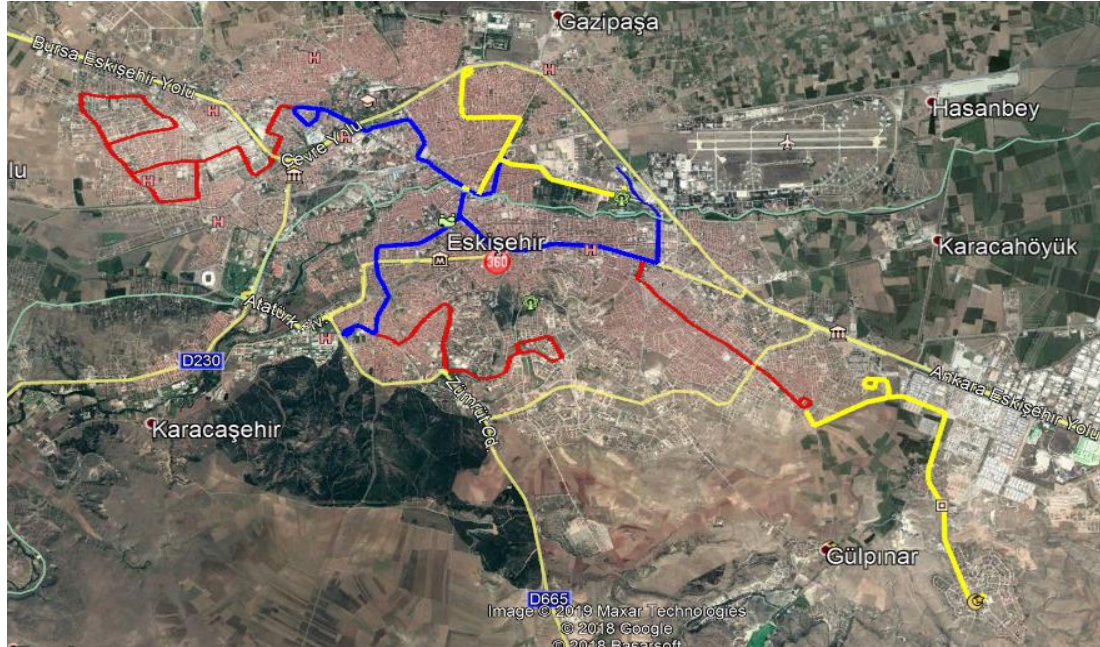 Gazipaşa
Bursa Eskişehir Yolu
H
H
Hasanbey
Çevre Yolu
H
lu
H
H
Eskişehir
H
Karacahöyük
360
M
Atatürk
H
D230
Ankara Eskişehir Yolu
Zümrüt Cd.
Karacaşehir
Gülpınar
D665
Image © 2019 Maxar Technologies
© 2018 Google
© 2018 Basarsoft